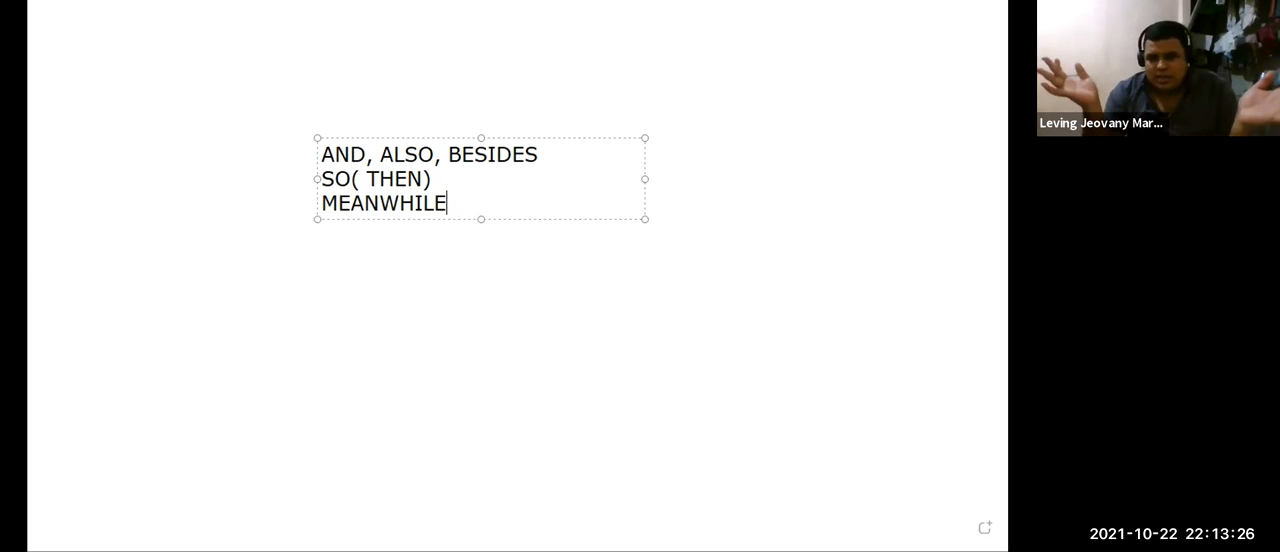 AND, ALSO, BESIDES
SO( THEN)
MEANWHILE
Leving Jeovany Mar...
2021-10-22 22:13:26